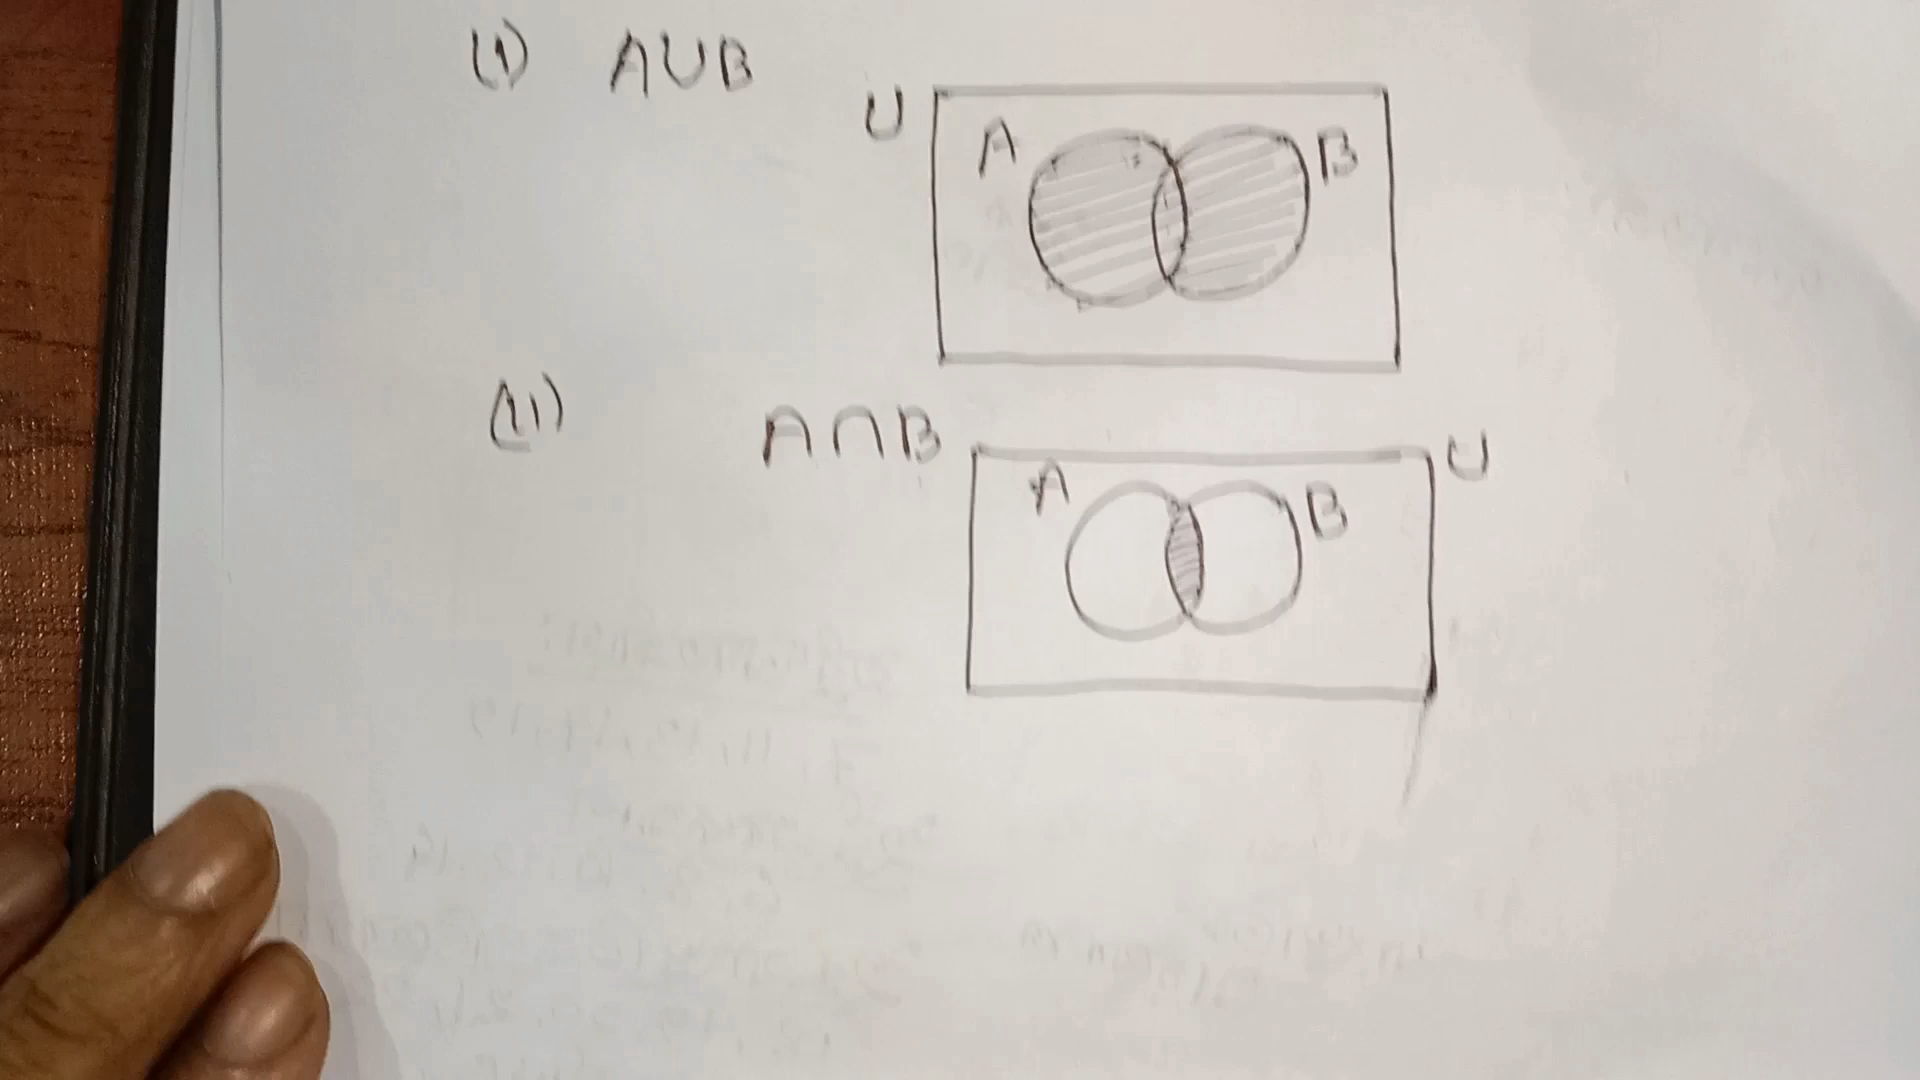 (i) A∪B
U
A B
(ii) A∩B
U
A B